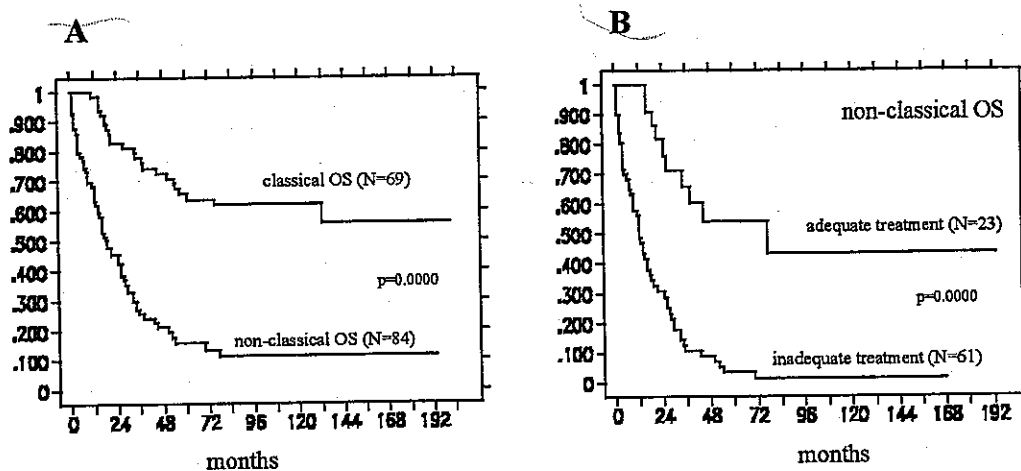 A
1
.900
.800
.700
.600
.500
.400
.300
.200
.100
0
classical OS (N=69)
p=0.0000
non-classical OS (N=84)
0 24 48 72 96 120 144 168 192
months
B
non-classical OS
1
.900
.800
.700
.600
.500
.400
.300
.200
.100
0
adequate treatment (N=23)
p=0.0000
inadequate treatment (N=61)
0 24 48 72 96 120 144 168 192
months